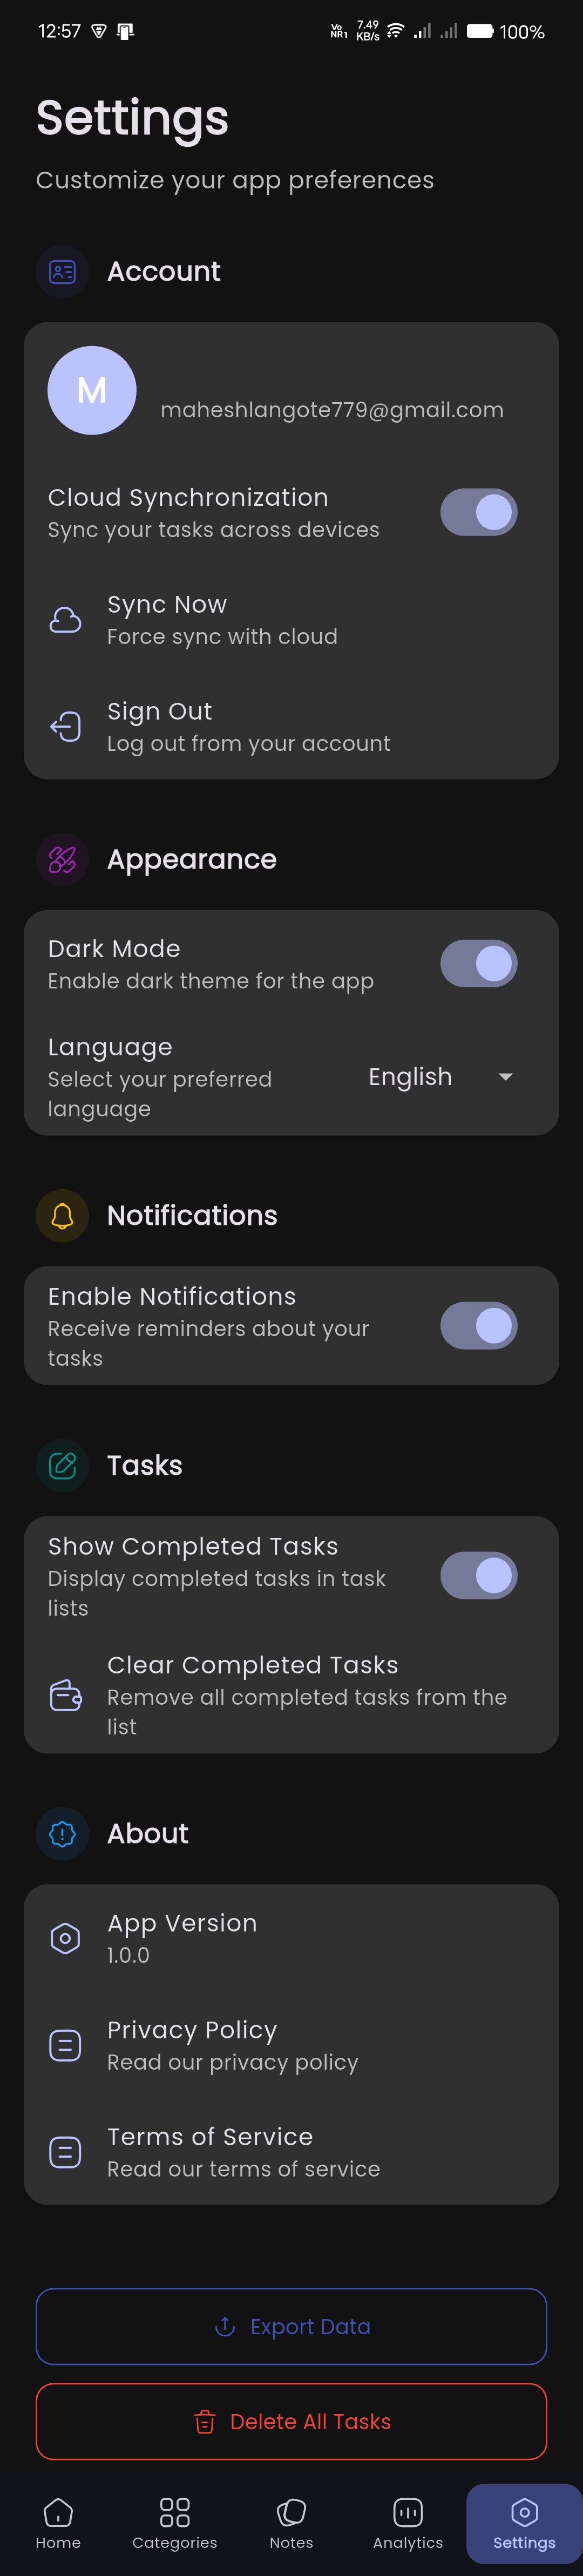 12:57 Vo NR1 7.49 KB/s 100%
Settings
Customize your app preferences
Account
M
maheshlangote779@gmail.com
Cloud Synchronization
Sync your tasks across devices
Sync Now
Force sync with cloud
Sign Out
Log out from your account
Appearance
Dark Mode
Enable dark theme for the app
Language
Select your preferred
language
English
Notifications
Enable Notifications
Receive reminders about your
tasks
Tasks
Show Completed Tasks
Display completed tasks in task
lists
Clear Completed Tasks
Remove all completed tasks from the
list
About
App Version
1.0.0
Privacy Policy
Read our privacy policy
Terms of Service
Read our terms of service
Export Data
Delete All Tasks
Home Categories Notes Analytics Settings